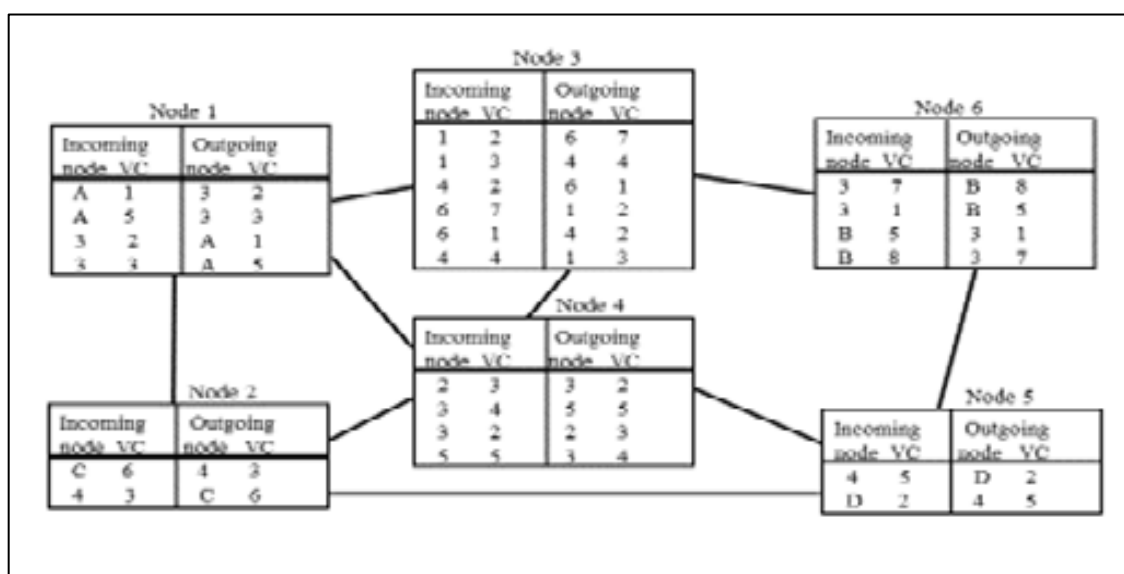 Node 1
Incoming Outgoing
node VC node VC
A 1 3 2
A 5 3 3
3 2 A 1
3 3 A 5
Node 3
Incoming Outgoing
node VC node VC
1 2 6 7
1 3 4 4
4 2 6 1
6 7 1 2
6 1 4 2
4 4 1 3
Node 6
Incoming Outgoing
node VC node VC
3 7 B 8
3 1 B 5
B 5 3 1
B 8 3 7
Node 2
Incoming Outgoing
node VC node VC
C 6 4 3
4 3 C 6
Node 4
Incoming Outgoing
node VC node VC
2 3 3 2
3 4 5 5
3 2 2 3
5 5 3 4
Node 5
Incoming Outgoing
node VC node VC
4 5 D 2
D 2 4 5